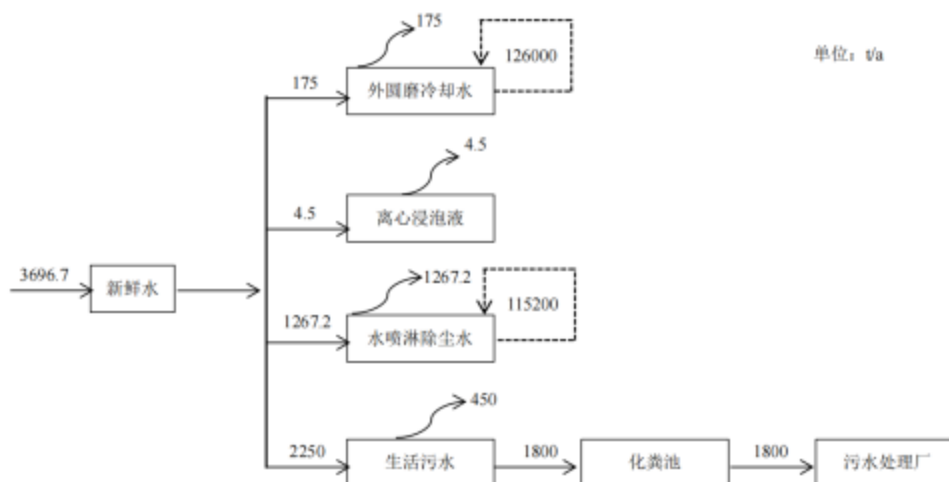 175
126000
单位：t/a
175
外圆磨冷却水
4.5
4.5
离心浸泡液
3696.7
新鲜水
1267.2
115200
1267.2
水喷淋除尘水
450
2250
生活污水
1800
化粪池
1800
污水处理厂